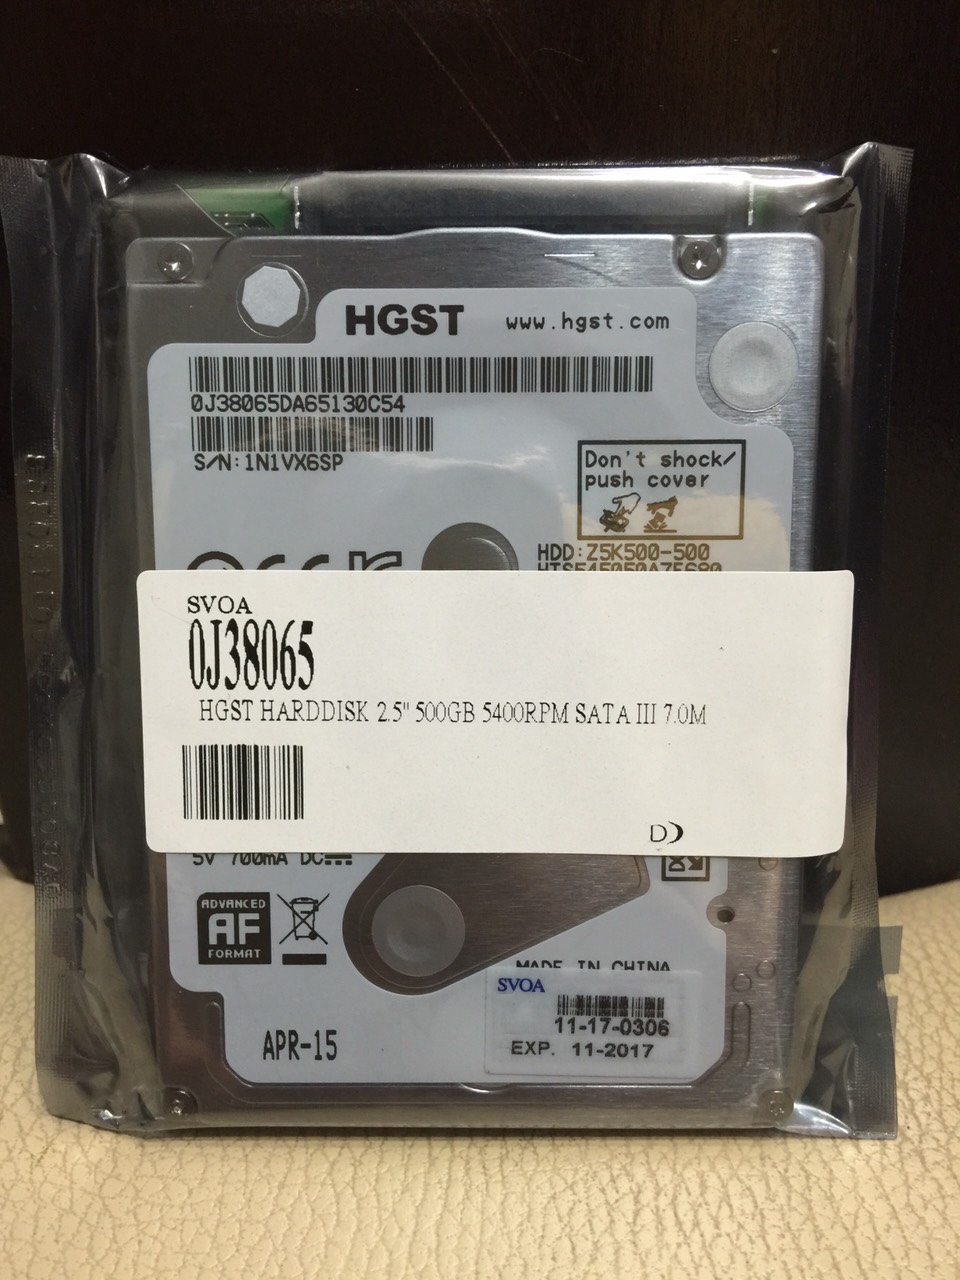 HGST www.hgst.com
0J38065DA65130C54
S/N:1N1VX6SP
Don't shock/
push cover
HDD:Z5K500-500
HTS545050A7E680
SVOA
0J38065
HGST HARDDISK 2.5" 500GB 5400RPM SATA III 7.0M
D
5V 700mA DC
ADVANCED
AF
FORMAT
MADE IN CHINA
SVOA
11-17-0306
EXP. 11-2017
APR-15